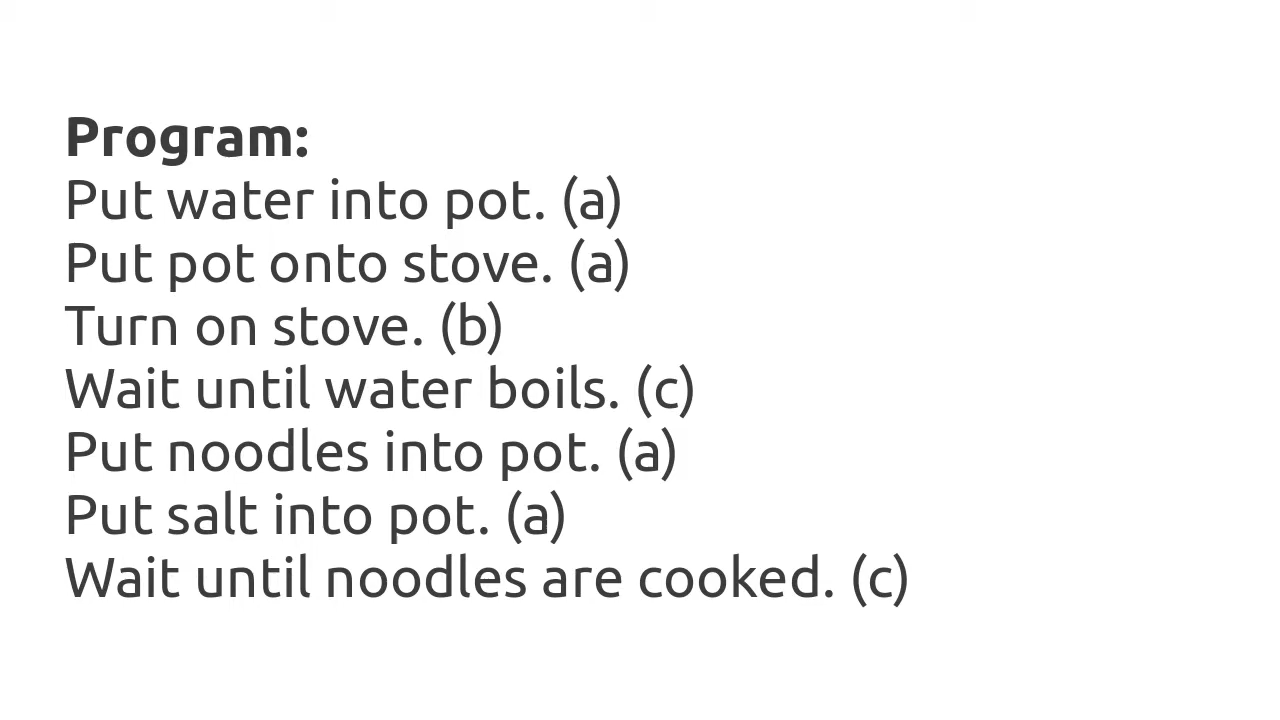 Program:
Put water into pot. (a)
Put pot onto stove. (a)
Turn on stove. (b)
Wait until water boils. (c)
Put noodles into pot. (a)
Put salt into pot. (a)
Wait until noodles are cooked. (c)